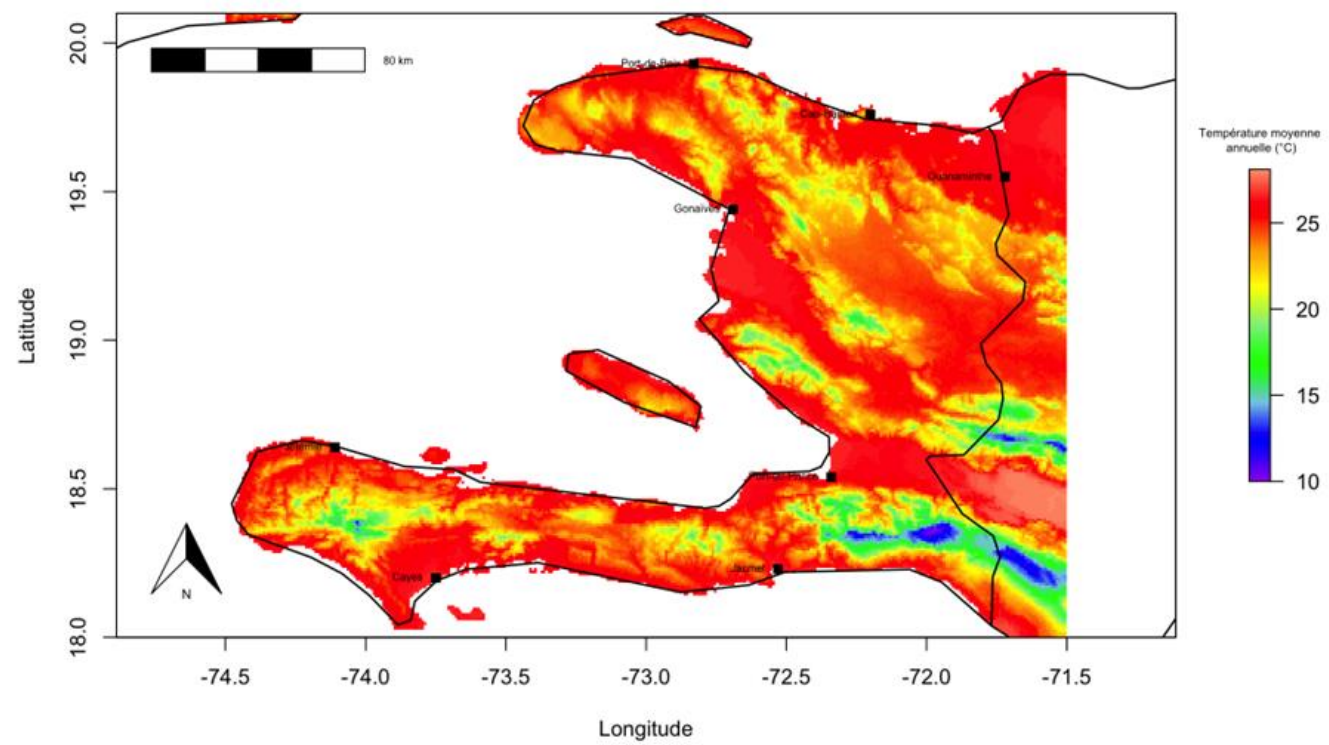 80 km
Port-de-Paix
Cap-Haïtien
Ouanaminthe
Gonaïves
Jérémie
Port-au-Prince
Cayes
Jacmel
N
Latitude
20.0
19.5
19.0
18.5
18.0
-74.5
-74.0
-73.5
-73.0
-72.5
-72.0
-71.5
Longitude
Température moyenne
annuelle (°C)
25
20
15
10